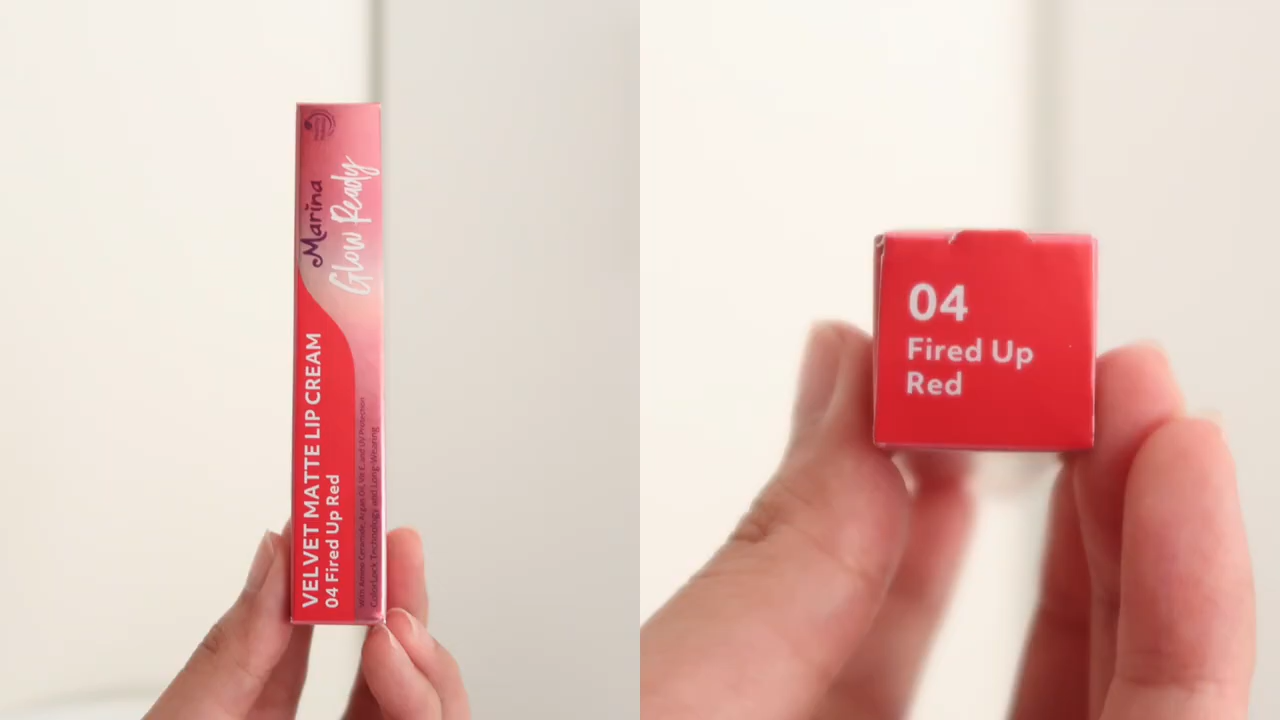 Marina
Glow Ready
VELVET MATTE LIP CREAM
04 Fired Up Red
With Amino Ceramide, Argan Oil, Vit E, and UV Protection
ColorLock Technology and Long-Wearing
04
Fired Up
Red